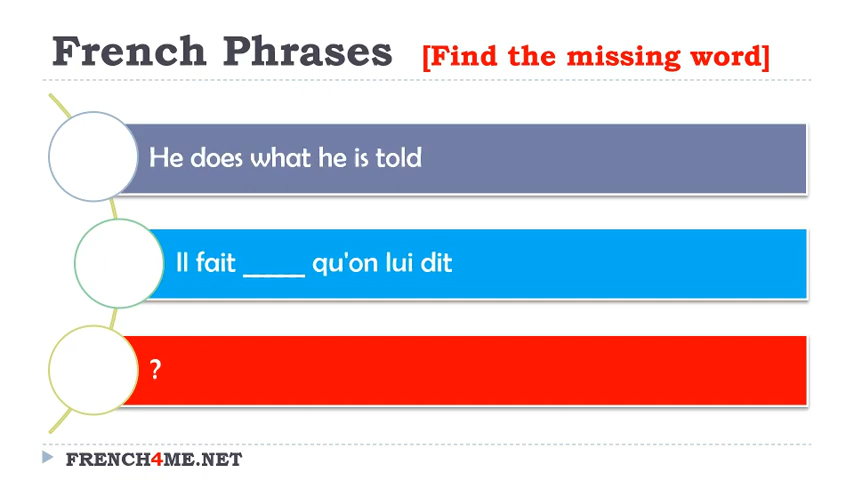 French Phrases [Find the missing word]
He does what he is told
Il fait _____ qu'on lui dit
?
FRENCH4ME.NET